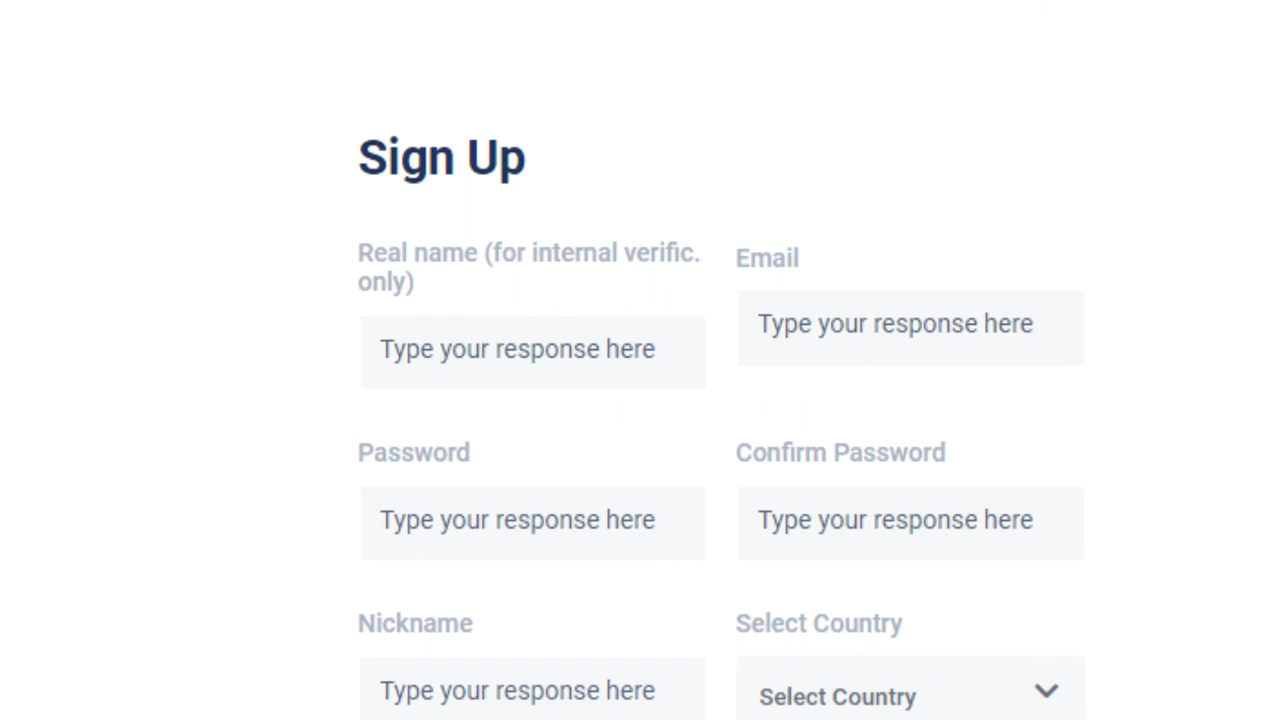 Sign Up
Real name (for internal verific.
only)
Email
Type your response here
Type your response here
Password
Confirm Password
Type your response here
Type your response here
Nickname
Select Country
Type your response here
Select Country